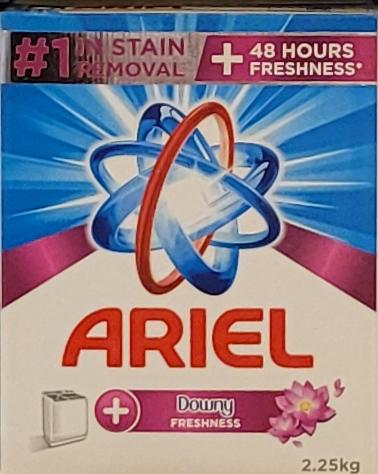 #1 IN STAIN
REMOVAL
+ 48 HOURS
FRESHNESS*
ARIEL
+ Downy
FRESHNESS
2.25kg